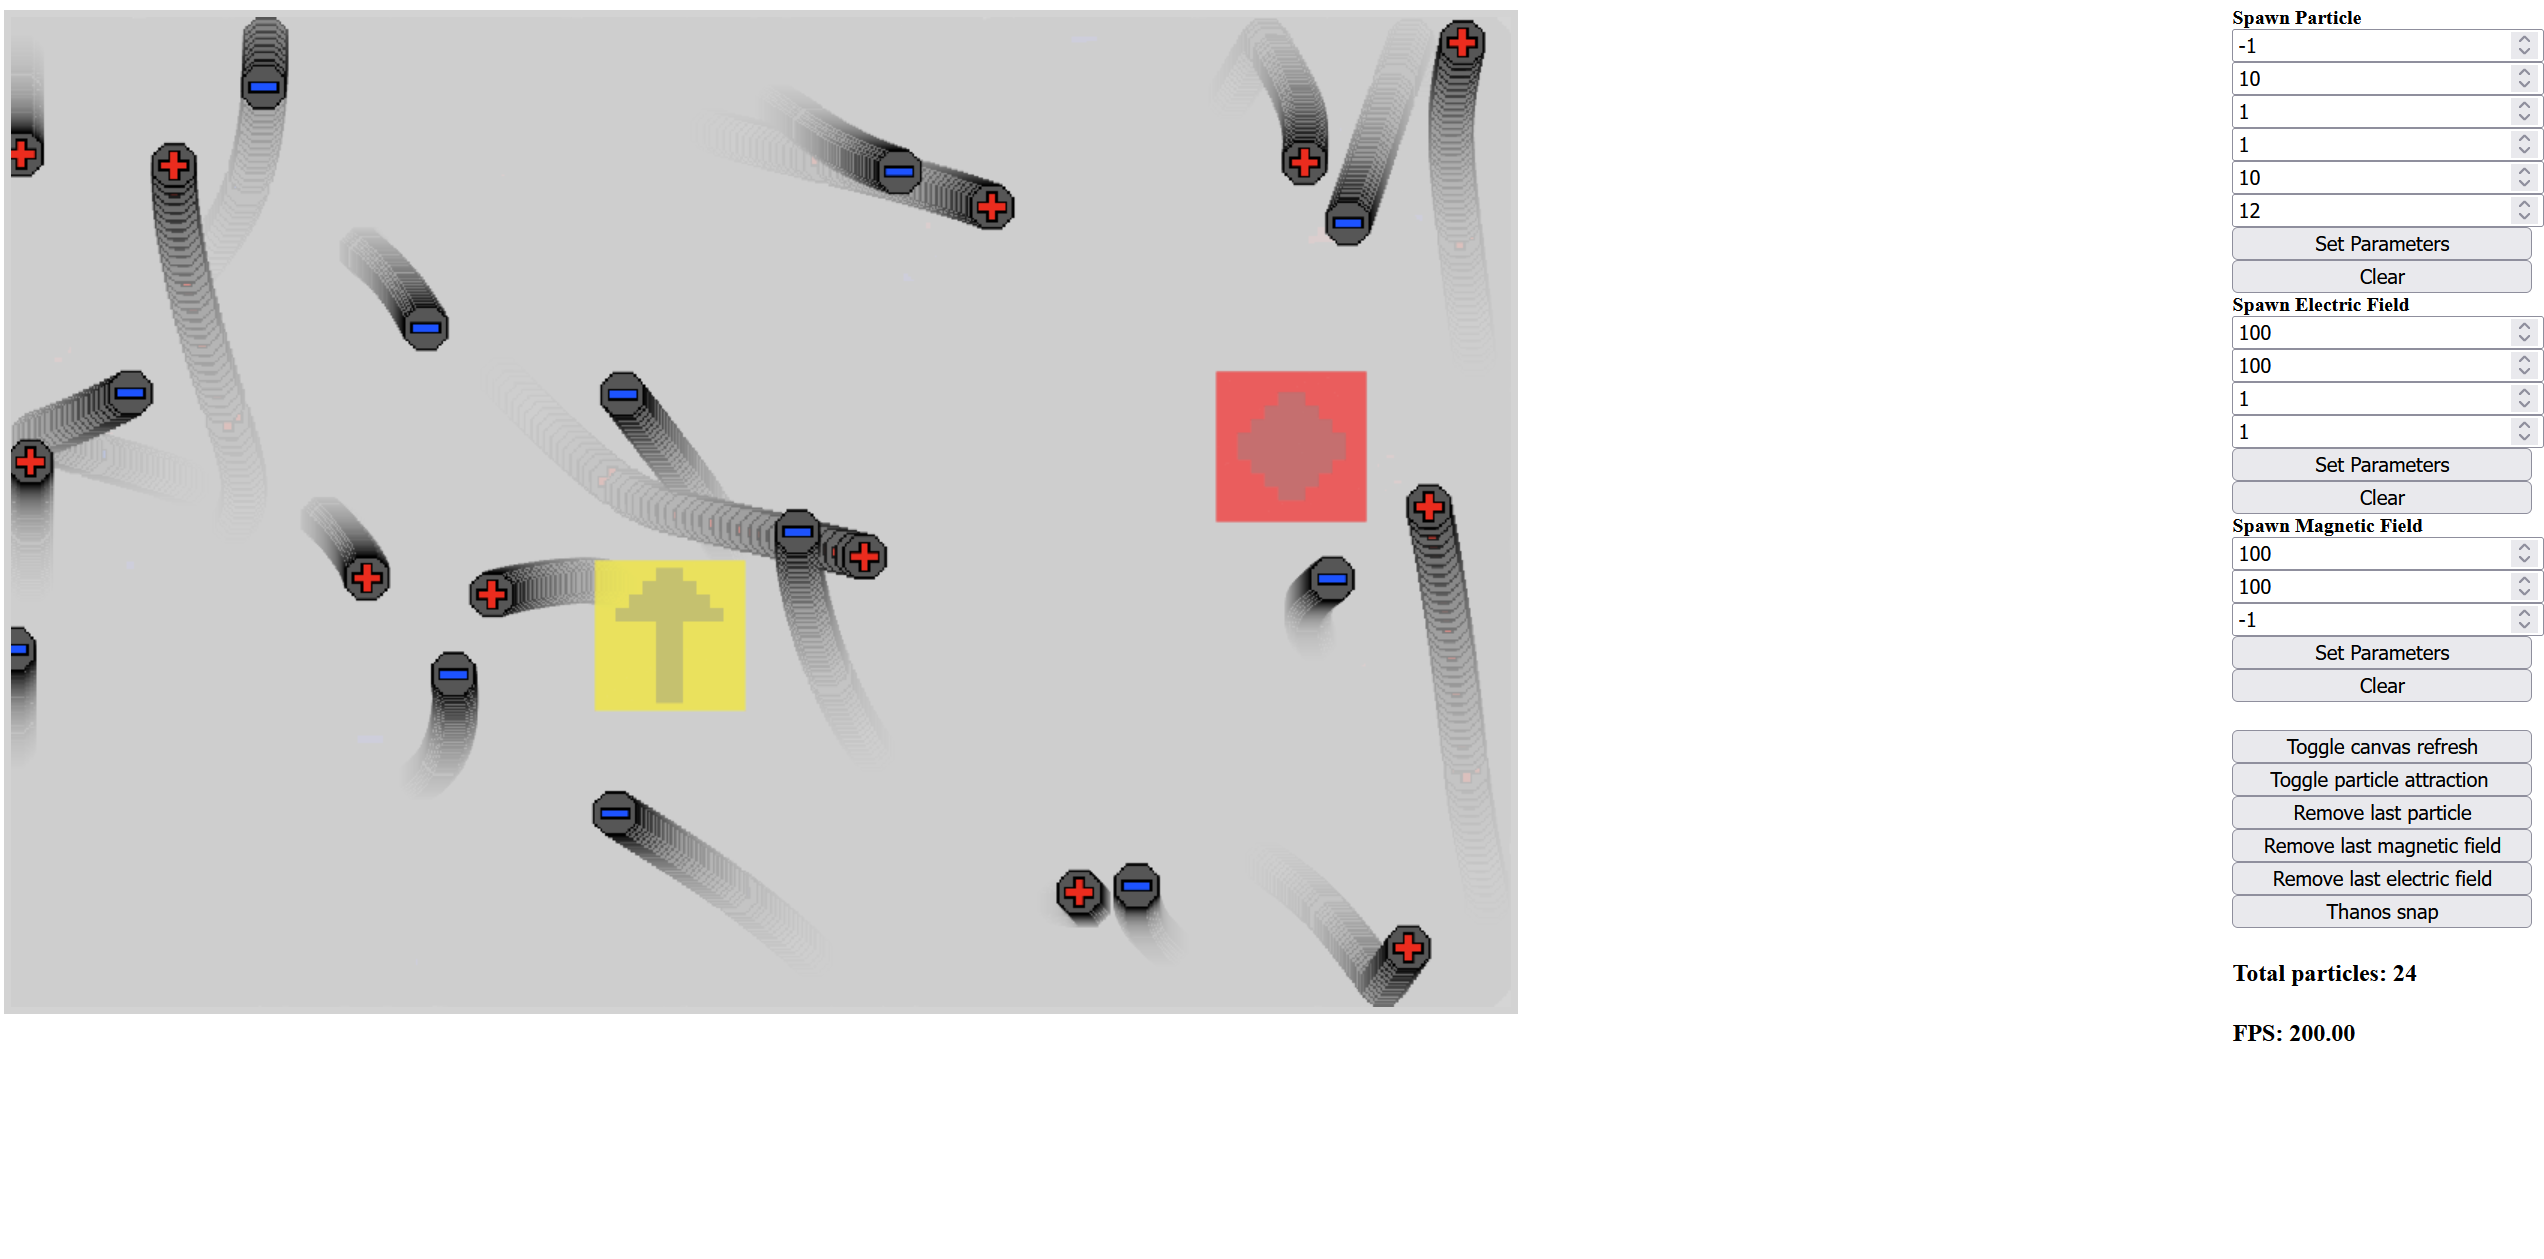 Spawn Particle
-1
10
1
1
10
12
Set Parameters
Clear
Spawn Electric Field
100
100
1
1
Set Parameters
Clear
Spawn Magnetic Field
100
100
-1
Set Parameters
Clear
Toggle canvas refresh
Toggle particle attraction
Remove last particle
Remove last magnetic field
Remove last electric field
Thanos snap
Total particles: 24
FPS: 200.00